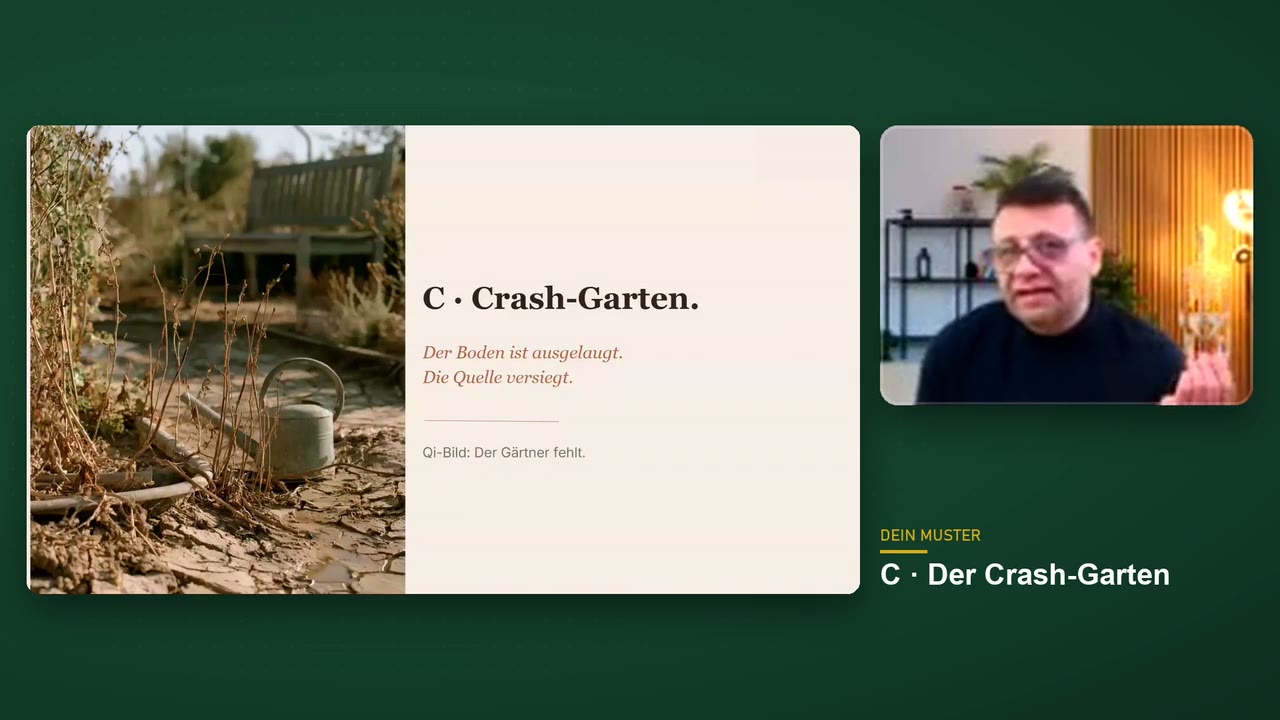 C · Crash-Garten.
Der Boden ist ausgelaugt.
Die Quelle versiegt.
Qi-Bild: Der Gärtner fehlt.
DEIN MUSTER
C · Der Crash-Garten